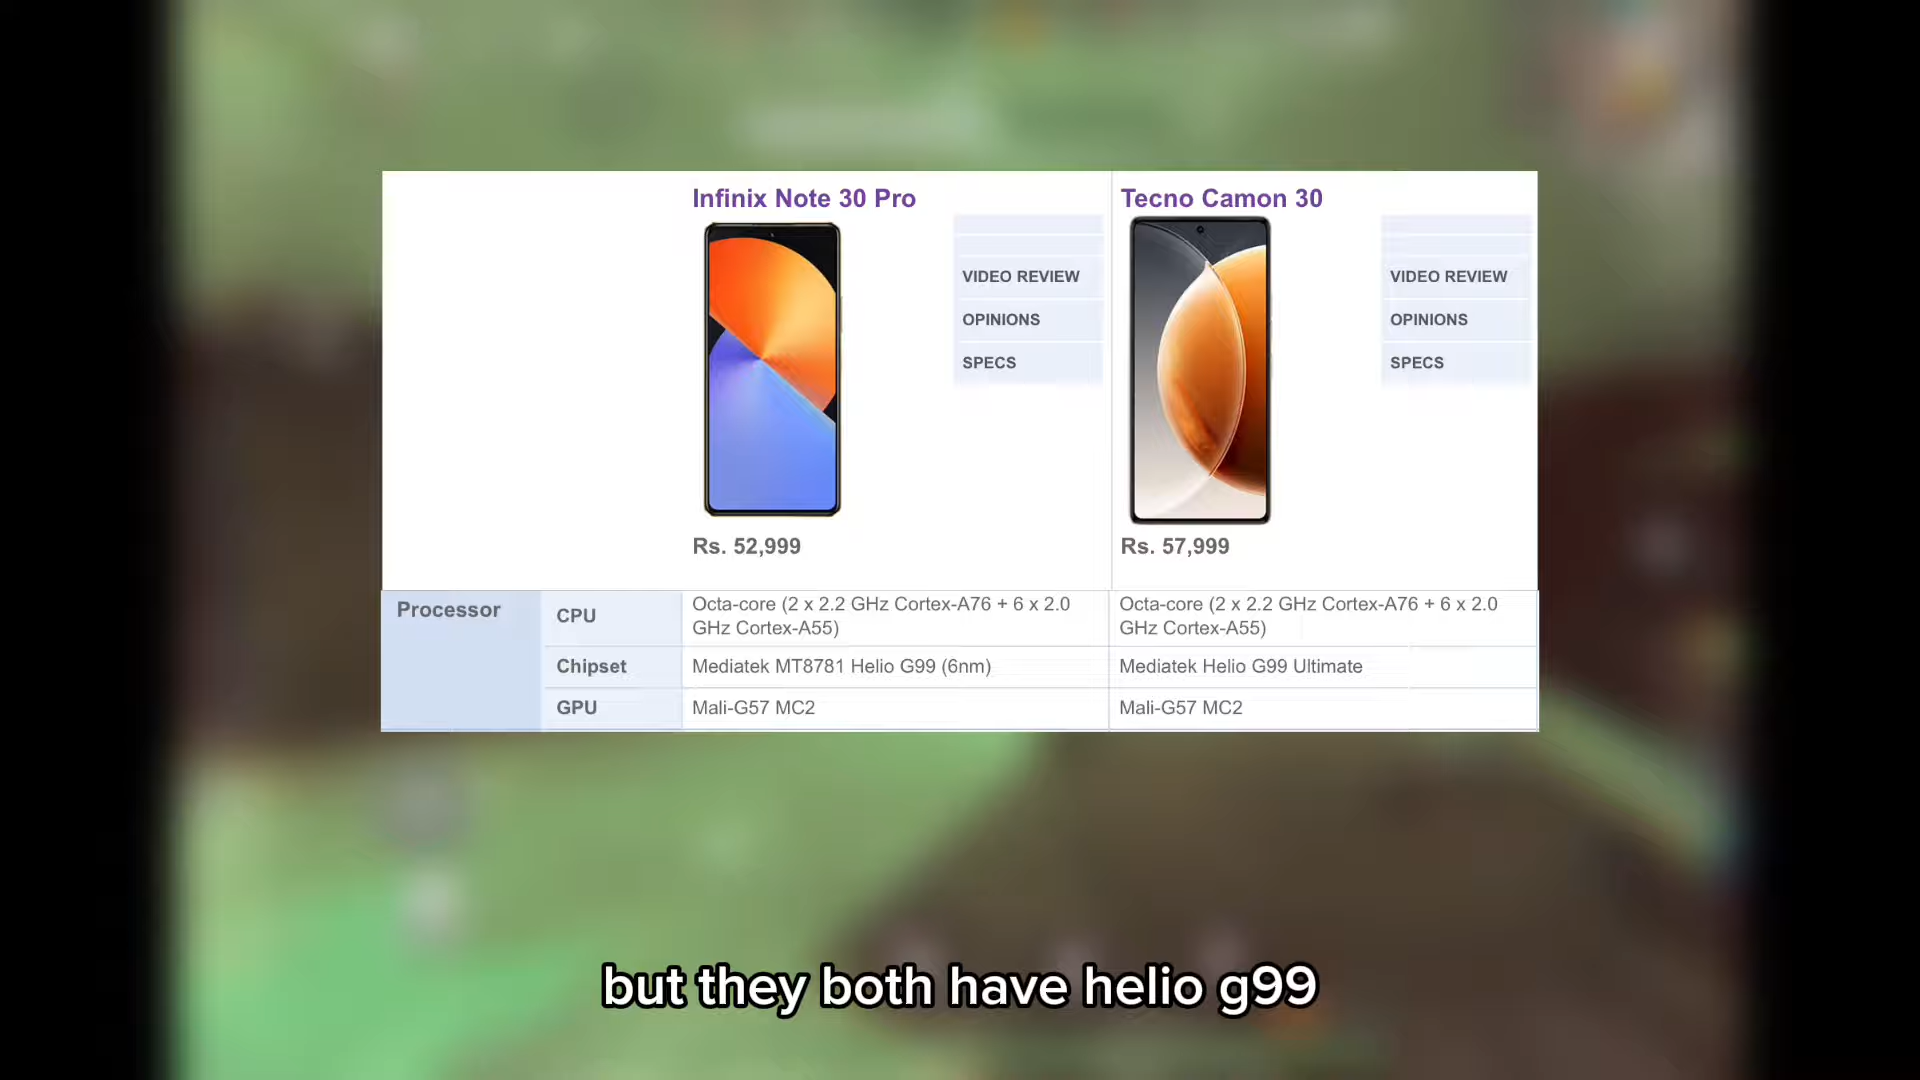 Infinix Note 30 Pro
VIDEO REVIEW
OPINIONS
SPECS
Rs. 52,999
Tecno Camon 30
VIDEO REVIEW
OPINIONS
SPECS
Rs. 57,999
Processor
CPU
Octa-core (2 x 2.2 GHz Cortex-A76 + 6 x 2.0
GHz Cortex-A55)
Octa-core (2 x 2.2 GHz Cortex-A76 + 6 x 2.0
GHz Cortex-A55)
Chipset
Mediatek MT8781 Helio G99 (6nm)
Mediatek Helio G99 Ultimate
GPU
Mali-G57 MC2
Mali-G57 MC2
but they both have helio g99